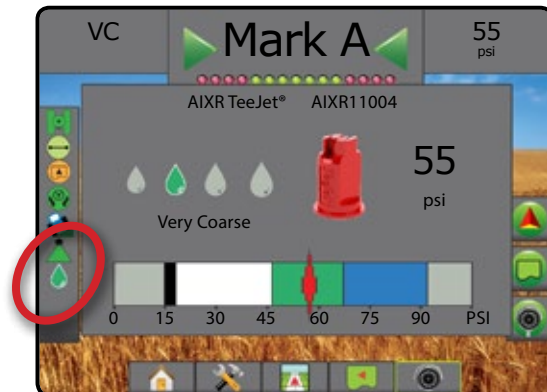 VC
Mark A
55
psi
AIXR TeeJet® AIXR11004
55
psi
Very Coarse
0 15 30 45 60 75 90 PSI